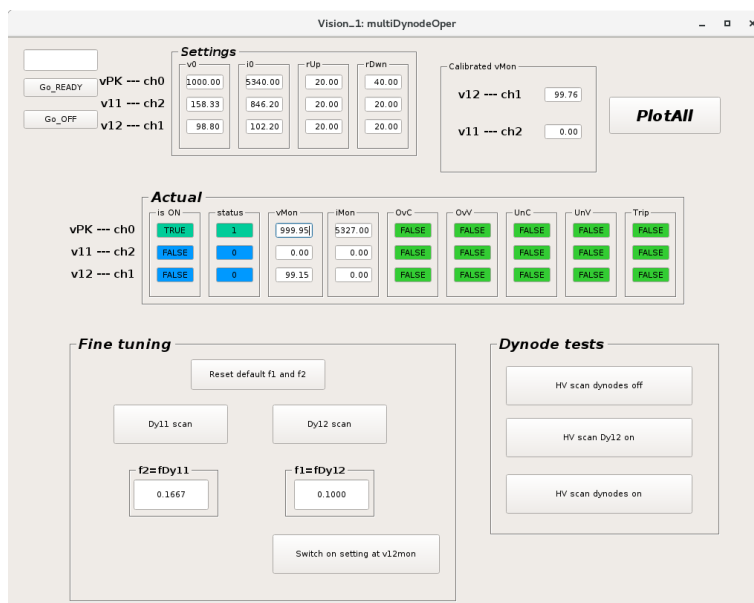 Vision_1: multiDynodeOper
Settings
v0 i0 rUp rDwn
Calibrated vMon
Go_READY vPK --- ch0 1000.00 5340.00 20.00 40.00
v11 --- ch2 158.33 846.20 20.00 20.00
Go_OFF v12 --- ch1 98.80 102.20 20.00 20.00
v12 --- ch1 99.76
v11 --- ch2 0.00
PlotAll
Actual
is ON status vMon iMon OvC OvV UnC UnV Trip
vPK --- ch0 TRUE 1 999.95 5327.00 FALSE FALSE FALSE FALSE FALSE
v11 --- ch2 FALSE 0 0.00 0.00 FALSE FALSE FALSE FALSE FALSE
v12 --- ch1 FALSE 0 99.15 0.00 FALSE FALSE FALSE FALSE FALSE
Fine tuning
Reset default f1 and f2
Dy11 scan Dy12 scan
f2=fDy11 f1=fDy12
0.1667 0.1000
Switch on setting at v12mon
Dynode tests
HV scan dynodes off
HV scan Dy12 on
HV scan dynodes on